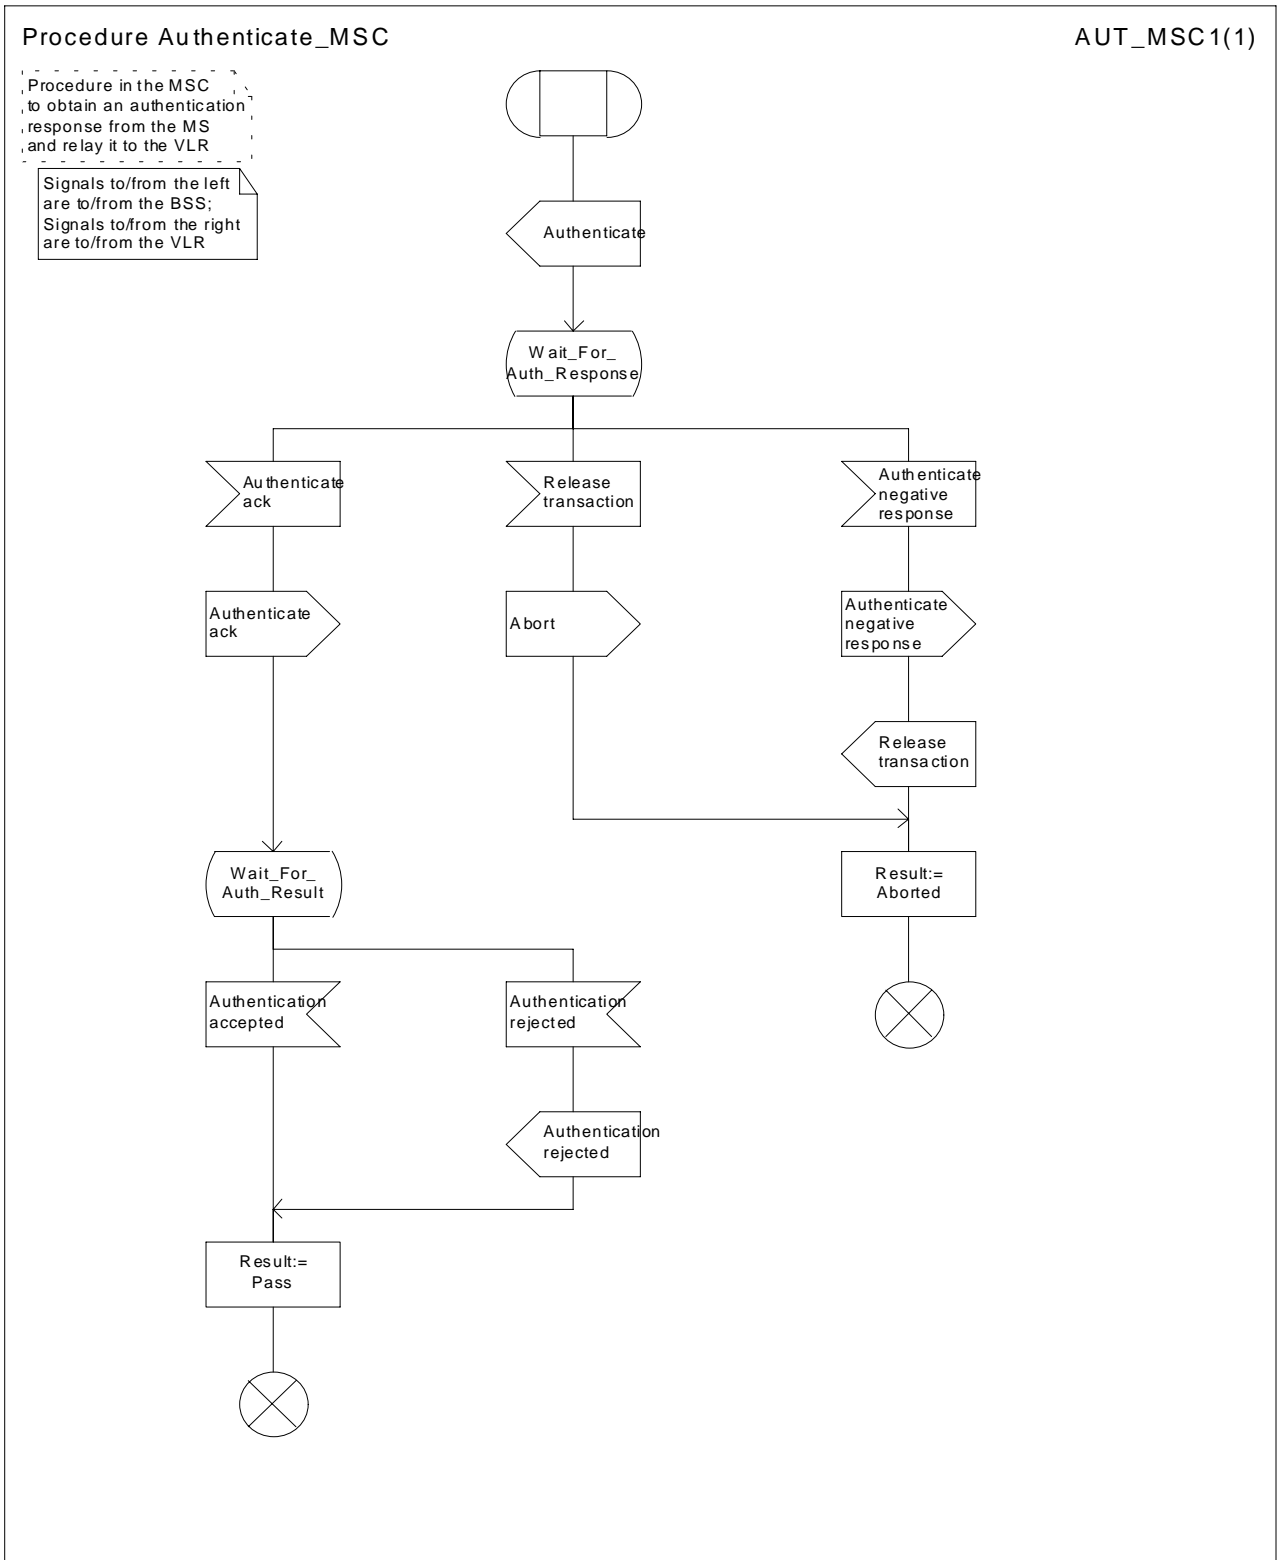 Procedure Authenticate_MSC
AUT_MSC1(1)
Procedure in the MSC
to obtain an authentication
response from the MS
and relay it to the VLR
Signals to/from the left
are to/from the BSS;
Signals to/from the right
are to/from the VLR
Authenticate
Wait_For_
Auth_Response
Authenticate
ack
Release
transaction
Authenticate
negative
response
Authenticate
ack
Abort
Authenticate
negative
response
Release
transaction
Wait_For_
Auth_Result
Result:=
Aborted
Authentication
accepted
Authentication
rejected
Authentication
rejected
Result:=
Pass